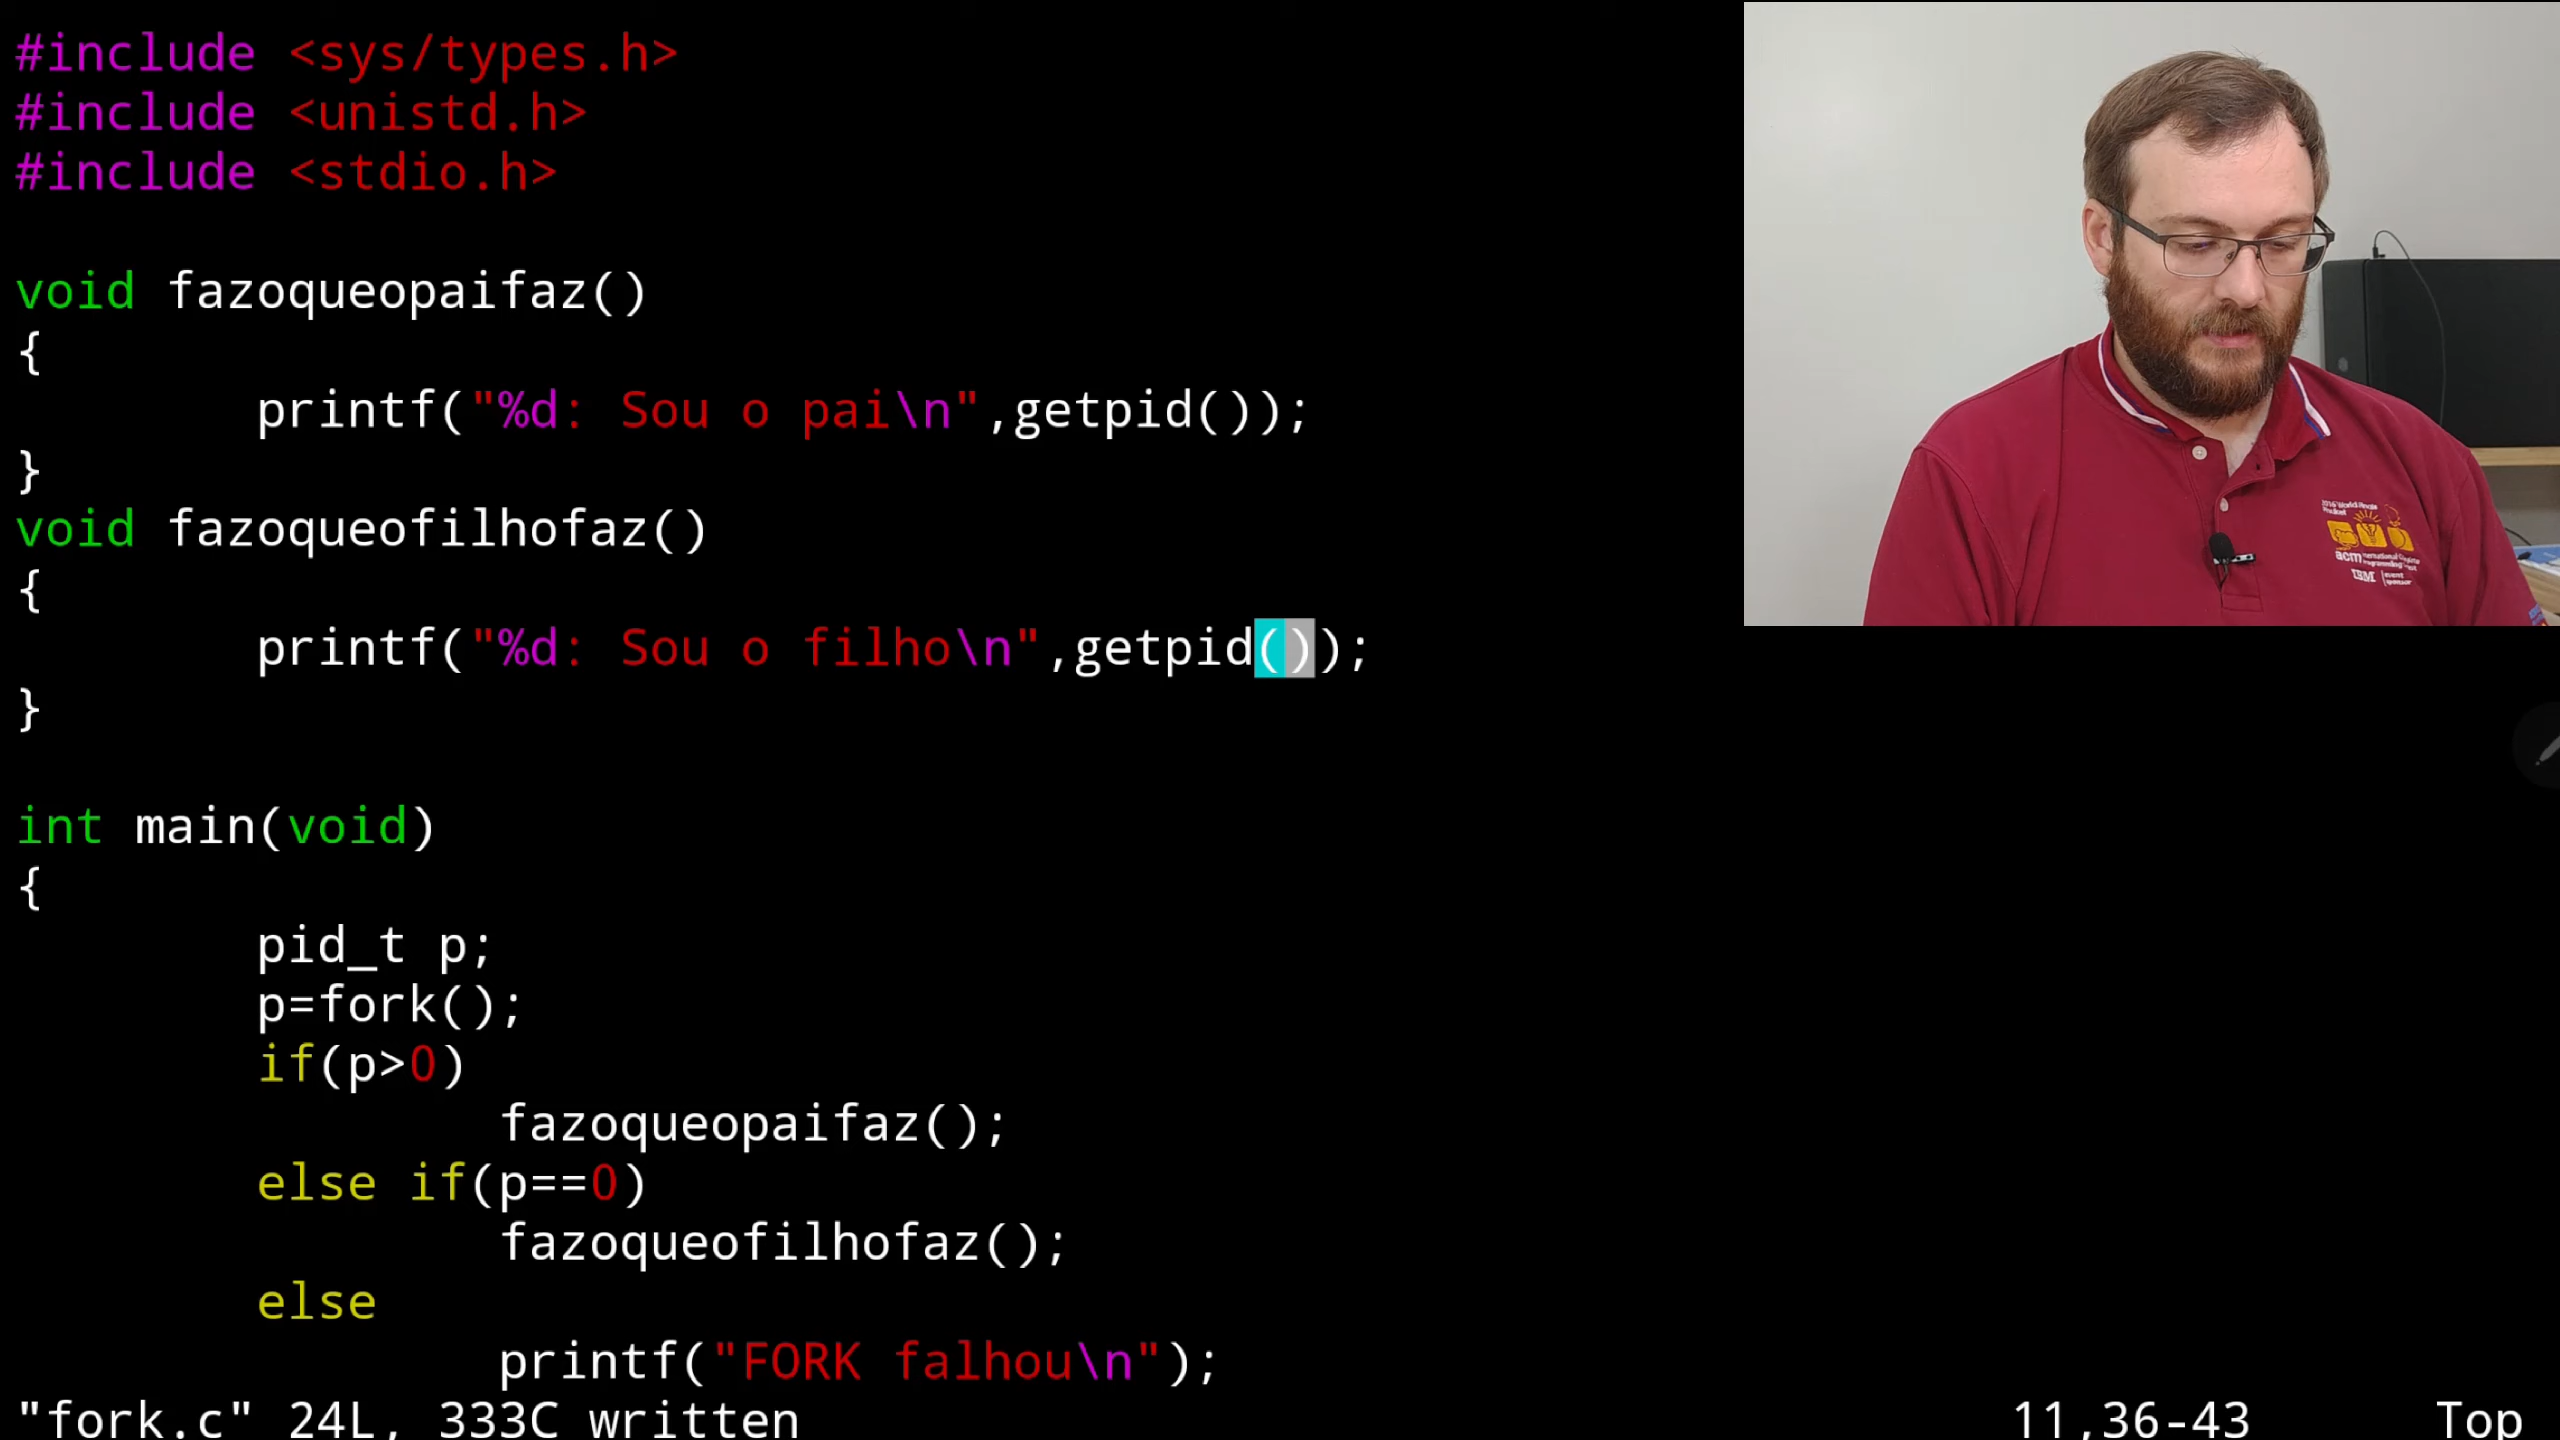 #include <sys/types.h>
#include <unistd.h>
#include <stdio.h>
void fazoqueopaifaz()
{
printf("%d: Sou o pai\n",getpid());
}
void fazoqueofilhofaz()
{
printf("%d: Sou o filho\n",getpid());
}
int main(void)
{
pid_t p;
p=fork();
if(p>0)
fazoqueopaifaz();
else if(p==0)
fazoqueofilhofaz();
else
printf("FORK falhou\n");
"fork.c" 24L, 333C written 11,36-43 Top
acm
IBM